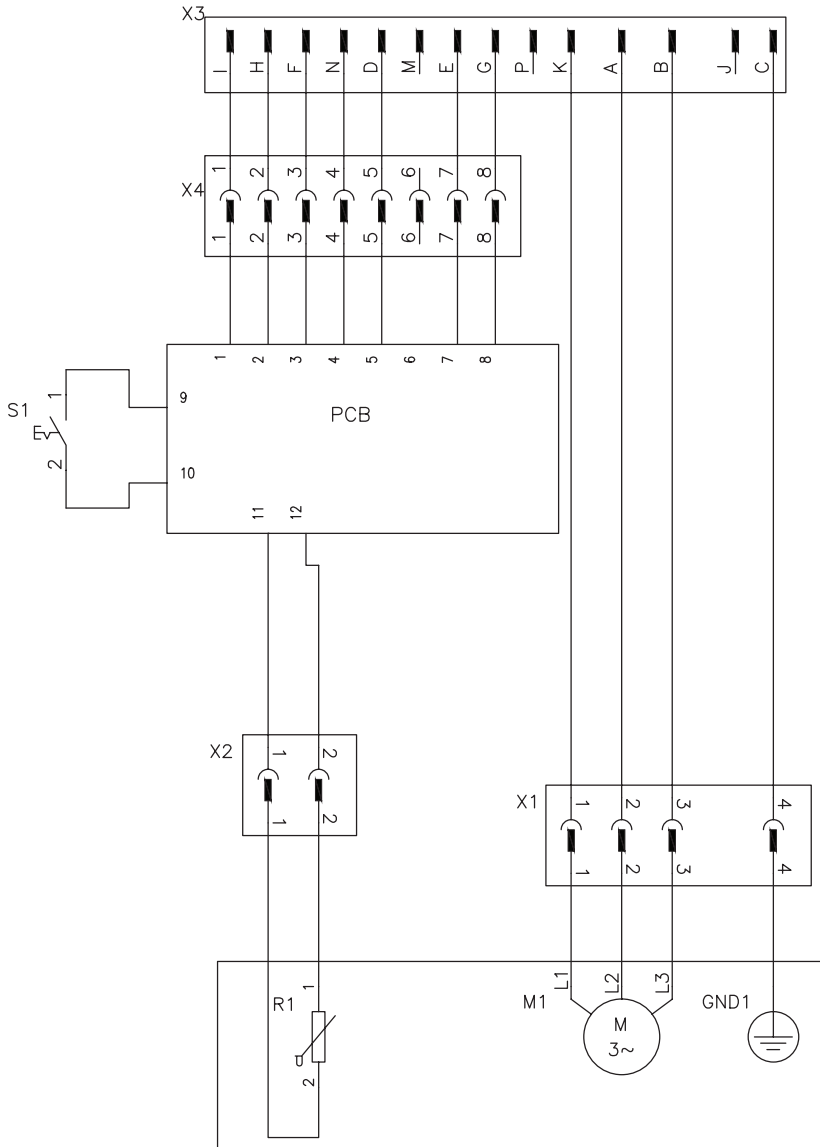 X3
I H F N D M E G P K A B J C
1 2 3 4 5 6 7 8
X4
1 2 3 4 5 6 7 8
1 2 3 4 5 6 7 8
S1
1
2
9
PCB
10
11 12
X2
1 2
1 2
X1
1 2 3 4
1 2 3 4
L1 L2 L3
R1
1
2
M1
M
3~
GND1